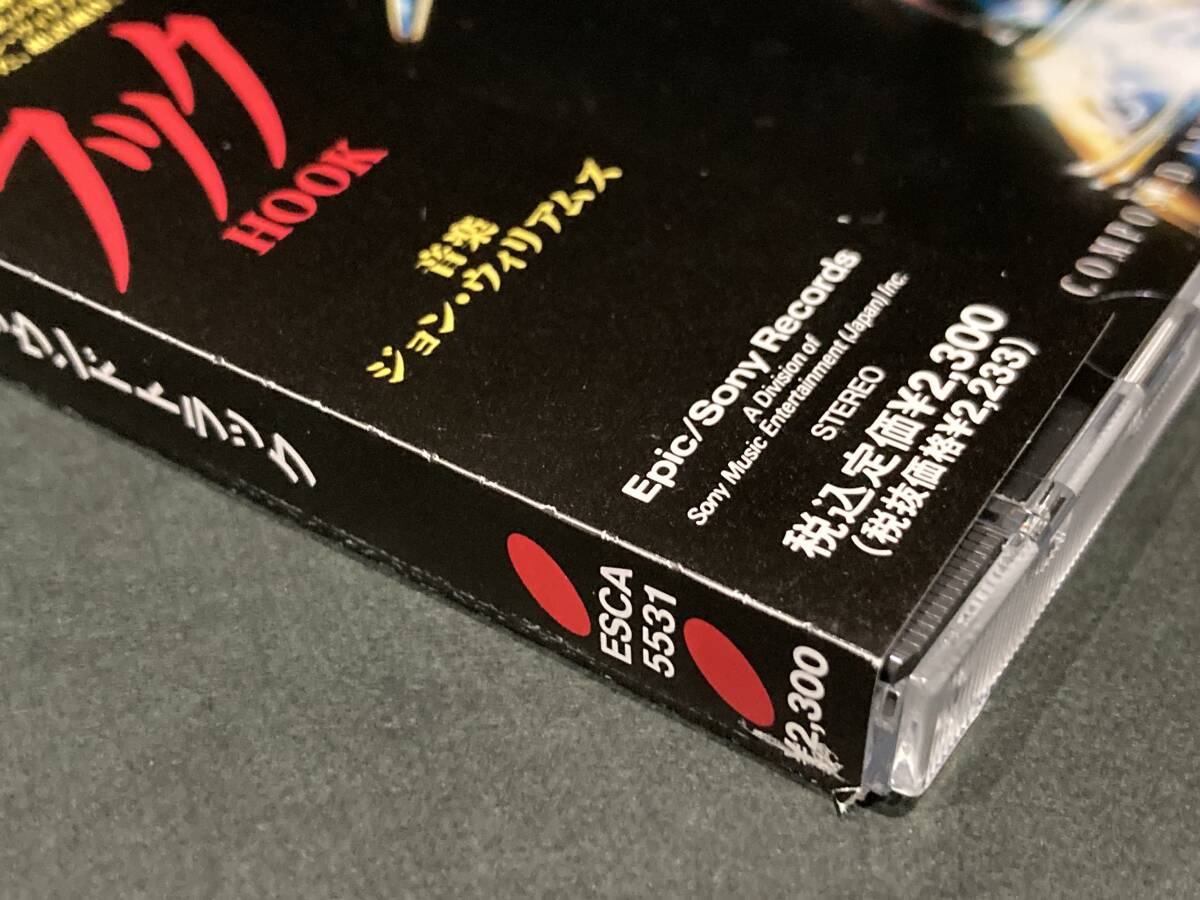 フック
HOOK
音楽
ジョン・ウィリアムス
Epic/Sony Records
A Division of
Sony Music Entertainment (Japan) Inc.
STEREO
税込定価¥2,300
(税抜価格¥2,233)
ウンドトラック
ESCA
5531
¥2,300